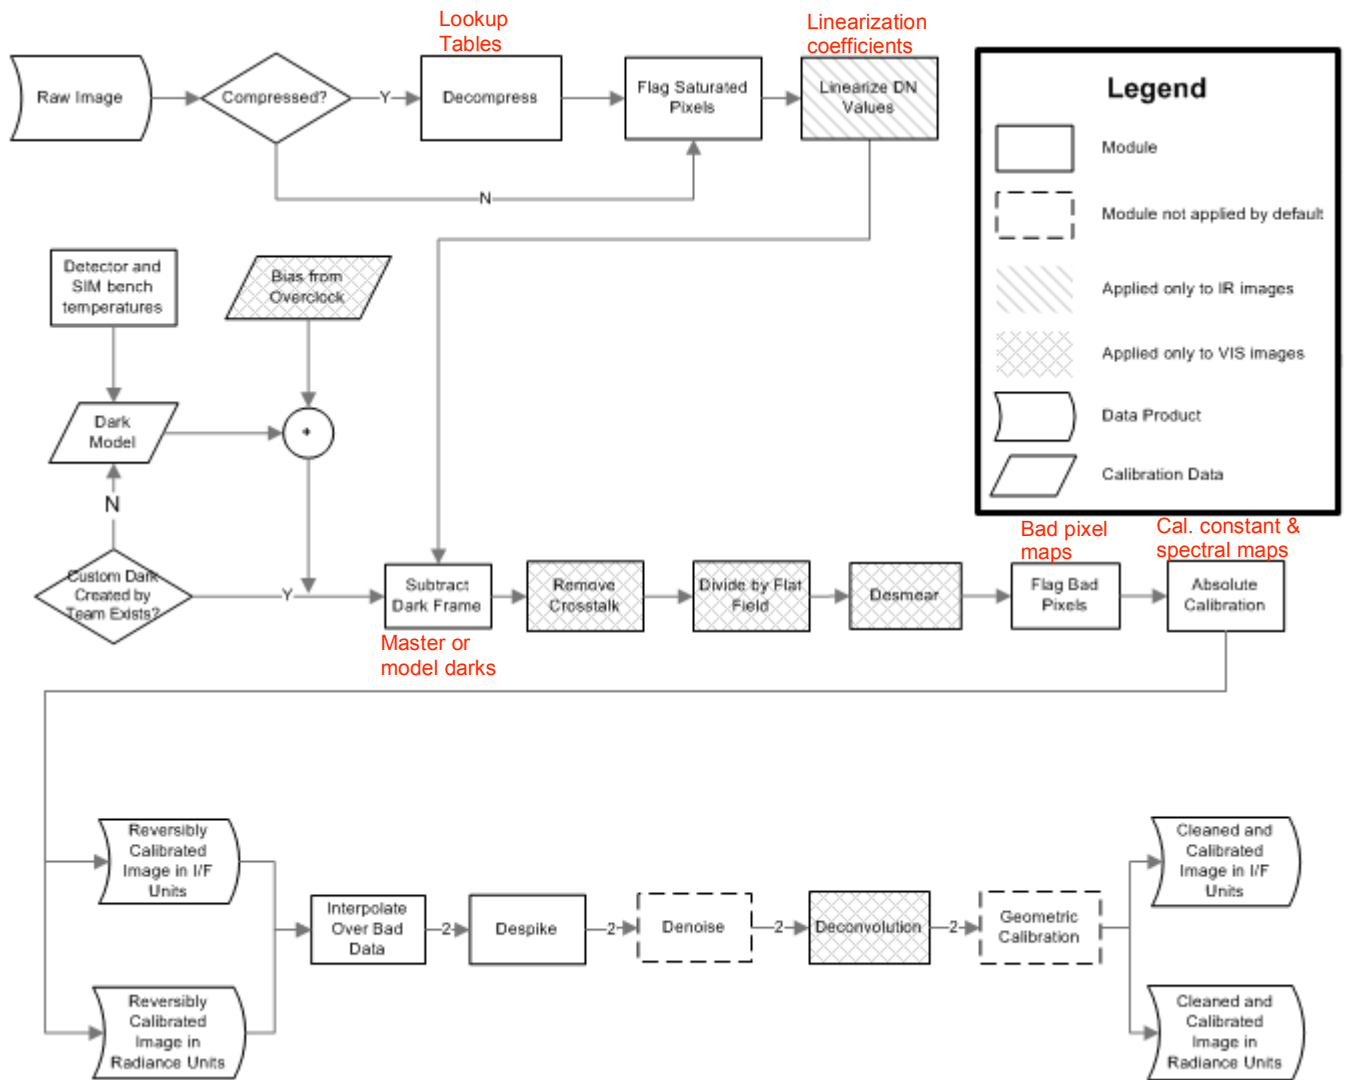 Lookup
Tables
Linearization
coefficients
Raw Image
Compressed?
Y
Decompress
Flag Saturated
Pixels
Linearize DN
Values
N
Legend
Module
Module not applied by default
Applied only to IR images
Applied only to VIS images
Data Product
Calibration Data
Detector and
SIM bench
temperatures
Bias from
Overclock
Dark
Model
+
N
Custom Dark
Created by
Team Exists?
Y
Subtract
Dark Frame
Master or
model darks
Remove
Crosstalk
Divide by Flat
Field
Desmear
Bad pixel
maps
Flag Bad
Pixels
Cal. constant &
spectral maps
Absolute
Calibration
Reversibly
Calibrated
Image in I/F
Units
Reversibly
Calibrated
Image in
Radiance Units
Interpolate
Over Bad
Data
2
Despike
2
Denoise
2
Deconvolution
2
Geometric
Calibration
Cleaned and
Calibrated
Image in I/F
Units
Cleaned and
Calibrated
Image in
Radiance Units